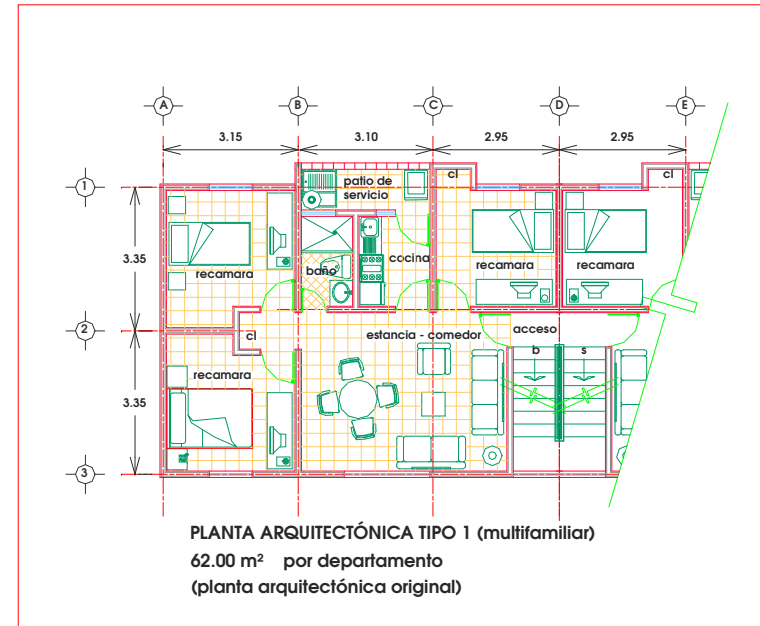 A B C D E
3.15 3.10 2.95 2.95
1
cl
cl
patio de
servicio
3.35
cocina
recamara
baño
recamara
recamara
2
cl
estancia - comedor
acceso
b
s
recamara
3.35
3
PLANTA ARQUITECTÓNICA TIPO 1 (multifamiliar)
62.00 m² por departamento
(planta arquitectónica original)